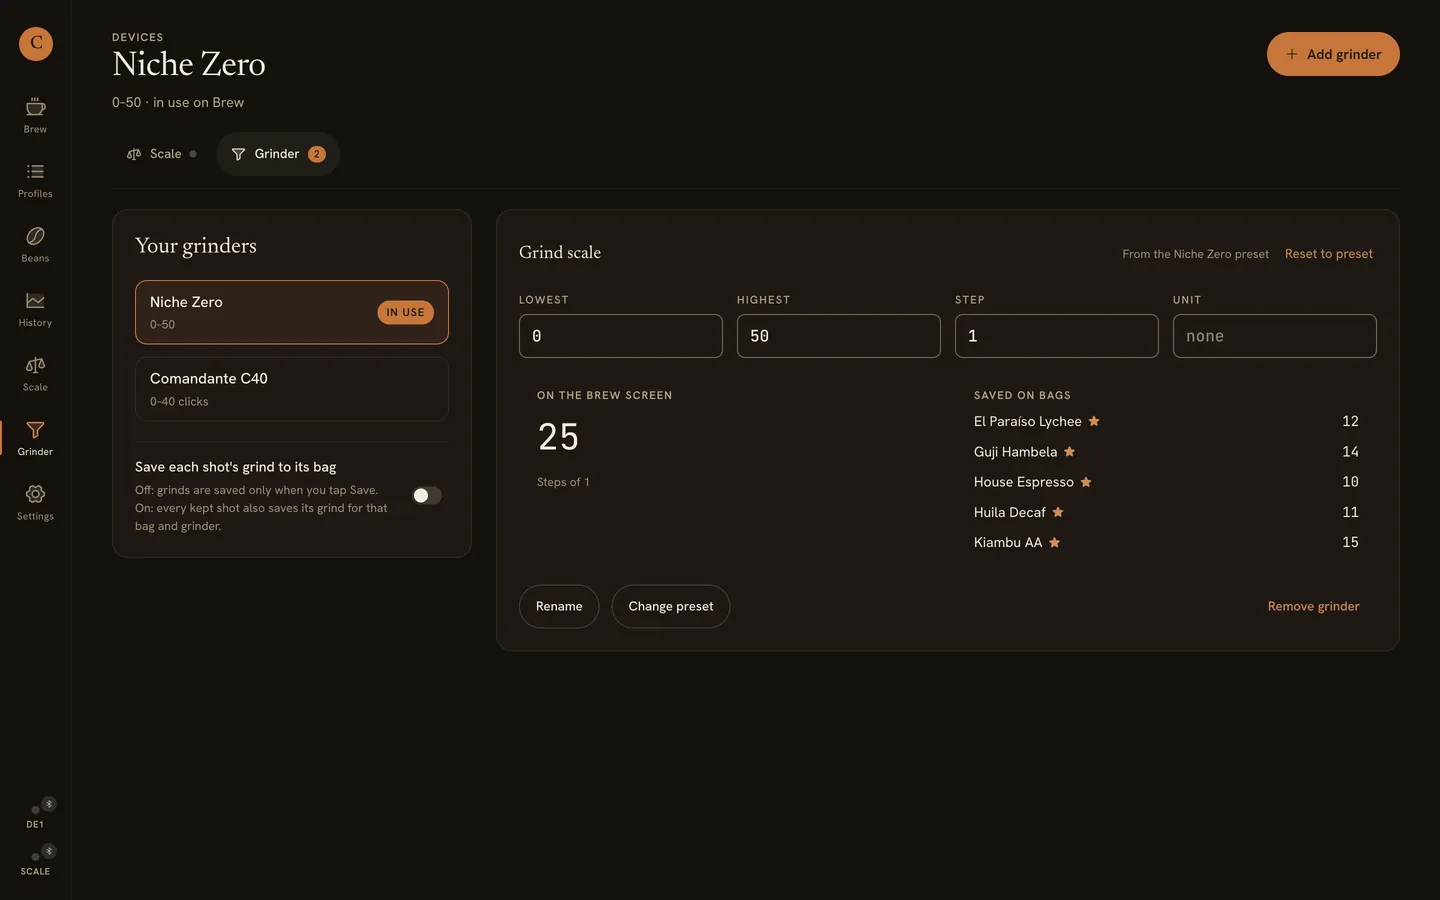 C
Brew
Profiles
Beans
History
Scale
Grinder
Settings
DE1
SCALE
DEVICES
Niche Zero
0–50 · in use on Brew
+ Add grinder
Scale
Grinder 2
Your grinders
Niche Zero
0–50
IN USE
Comandante C40
0–40 clicks
Save each shot's grind to its bag
Off: grinds are saved only when you tap Save.
On: every kept shot also saves its grind for that
bag and grinder.
Grind scale
From the Niche Zero preset Reset to preset
LOWEST HIGHEST STEP UNIT
0 50 1 none
ON THE BREW SCREEN
25
Steps of 1
SAVED ON BAGS
El Paraíso Lychee 12
Guji Hambela 14
House Espresso 10
Huila Decaf 11
Kiambu AA 15
Rename Change preset Remove grinder